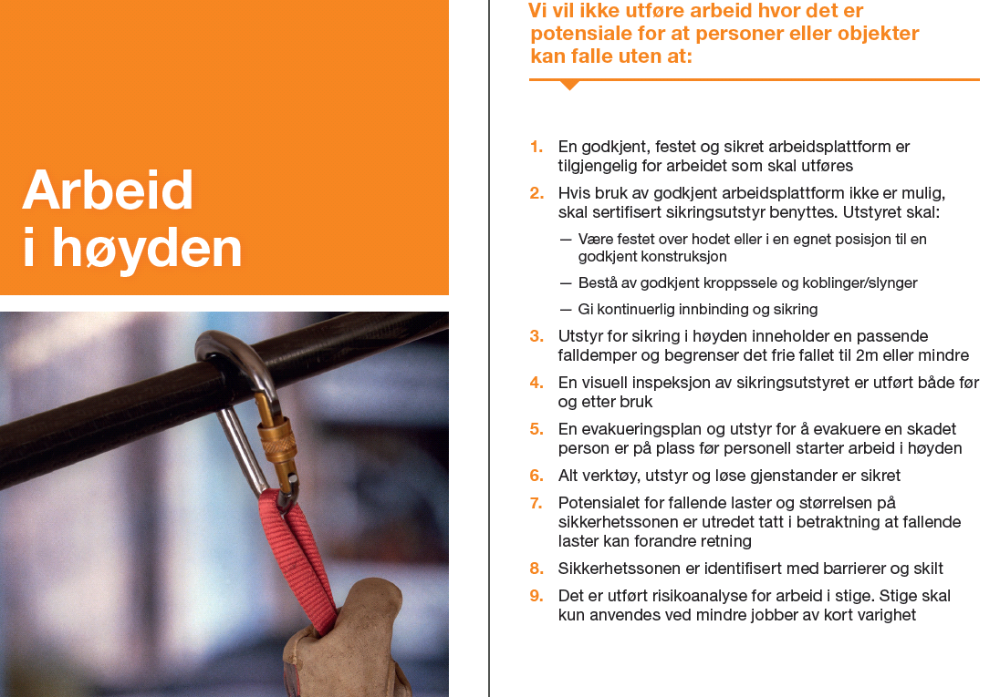 Arbeid
i høyden
Vi vil ikke utføre arbeid hvor det er
potensiale for at personer eller objekter
kan falle uten at:
1. En godkjent, festet og sikret arbeidsplattform er
tilgjengelig for arbeidet som skal utføres
2. Hvis bruk av godkjent arbeidsplattform ikke er mulig,
skal sertifisert sikringsutstyr benyttes. Utstyret skal:
— Være festet over hodet eller i en egnet posisjon til en
godkjent konstruksjon
— Bestå av godkjent kroppssele og koblinger/slynger
— Gi kontinuerlig innbinding og sikring
3. Utstyr for sikring i høyden inneholder en passende
falldemper og begrenser det frie fallet til 2m eller mindre
4. En visuell inspeksjon av sikringsutstyret er utført både før
og etter bruk
5. En evakueringsplan og utstyr for å evakuere en skadet
person er på plass før personell starter arbeid i høyden
6. Alt verktøy, utstyr og løse gjenstander er sikret
7. Potensialet for fallende laster og størrelsen på
sikkerhetssonen er utredet tatt i betraktning at fallende
laster kan forandre retning
8. Sikkerhetssonen er identifisert med barrierer og skilt
9. Det er utført risikoanalyse for arbeid i stige. Stige skal
kun anvendes ved mindre jobber av kort varighet